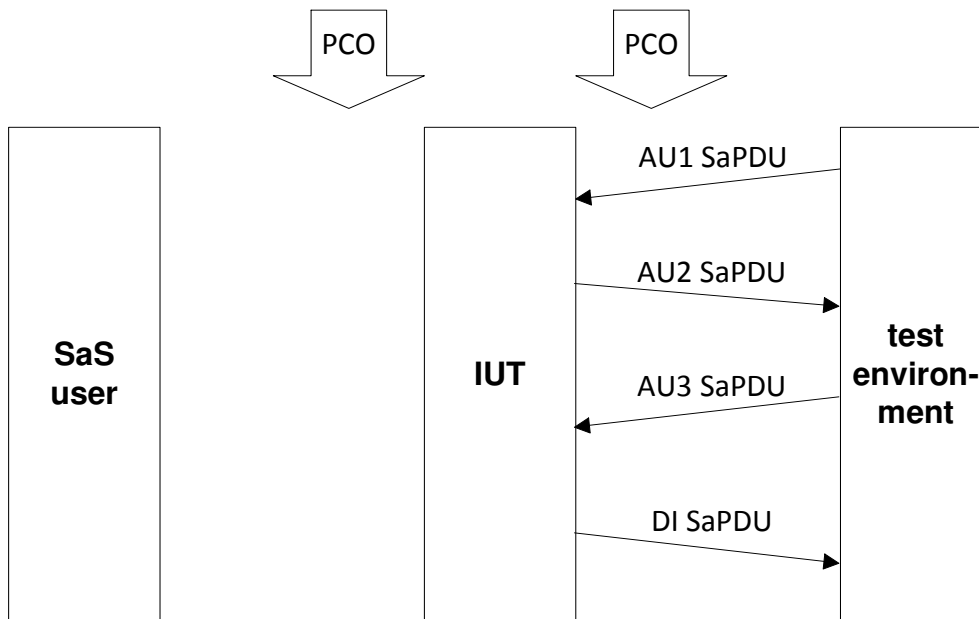 PCO
PCO
AU1 SaPDU
AU2 SaPDU
SaS
user
IUT
test
environ-
ment
AU3 SaPDU
DI SaPDU